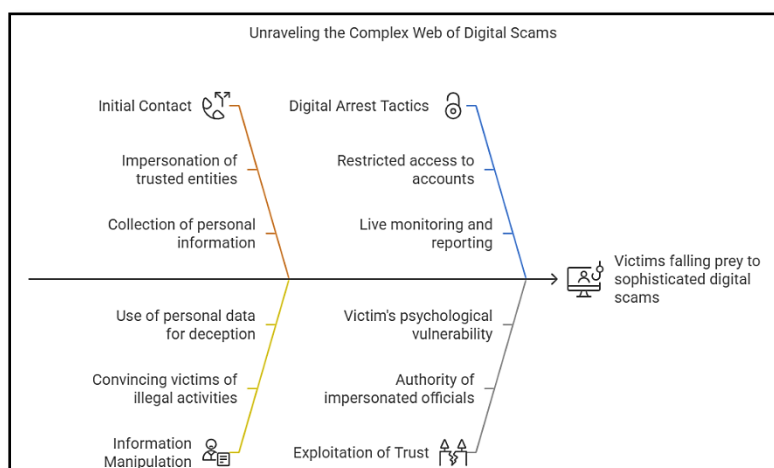 Unraveling the Complex Web of Digital Scams
Initial Contact
Impersonation of
trusted entities
Collection of personal
information
Digital Arrest Tactics
Restricted access to
accounts
Live monitoring and
reporting
Victims falling prey to
sophisticated digital
scams
Use of personal data
for deception
Convincing victims of
illegal activities
Information
Manipulation
Victim's psychological
vulnerability
Authority of
impersonated officials
Exploitation of Trust